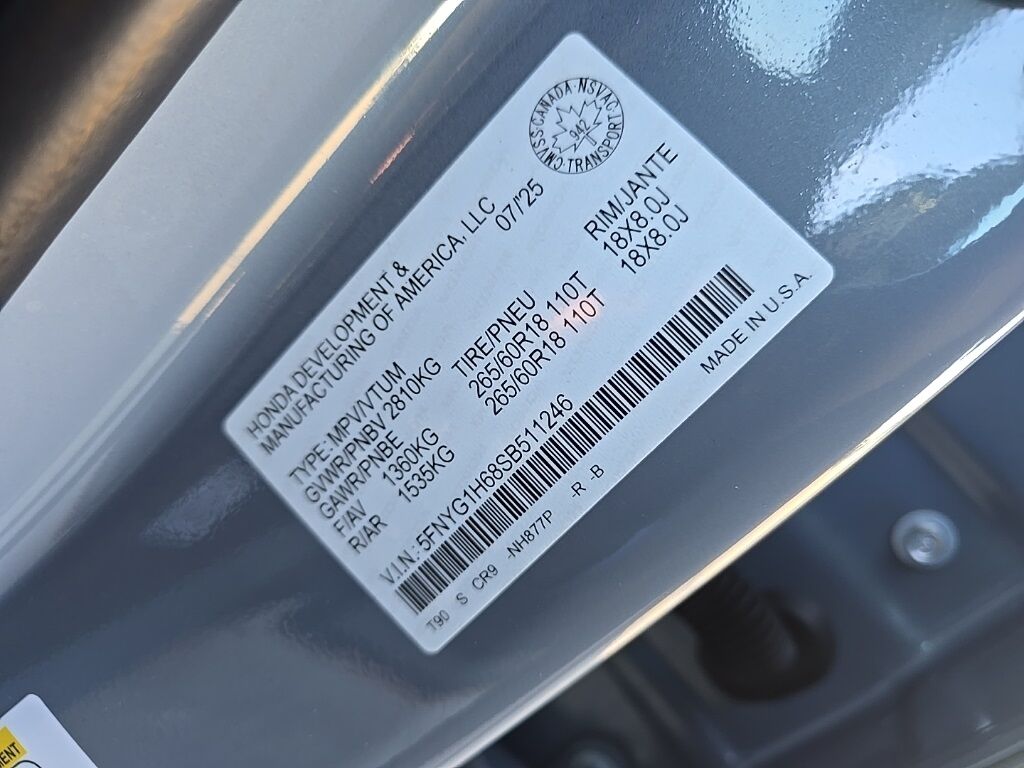 CMVSS·CANADA·NSVAC
942
TRANSPORT
HONDA DEVELOPMENT &
MANUFACTURING OF AMERICA, LLC
07/'25
TYPE: MPV/VTUM
GVWR/PNBV 2810KG
GAWR/PNBE TIRE/PNEU RIM/JANTE
F/AV 1360KG 265/60R18 110T 18X8.0J
R/AR 1535KG 265/60R18 110T 18X8.0J
V.I.N.: 5FNYG1H68SB511246
MADE IN U.S.A.
T90 S CR9 -NH877P -R -B